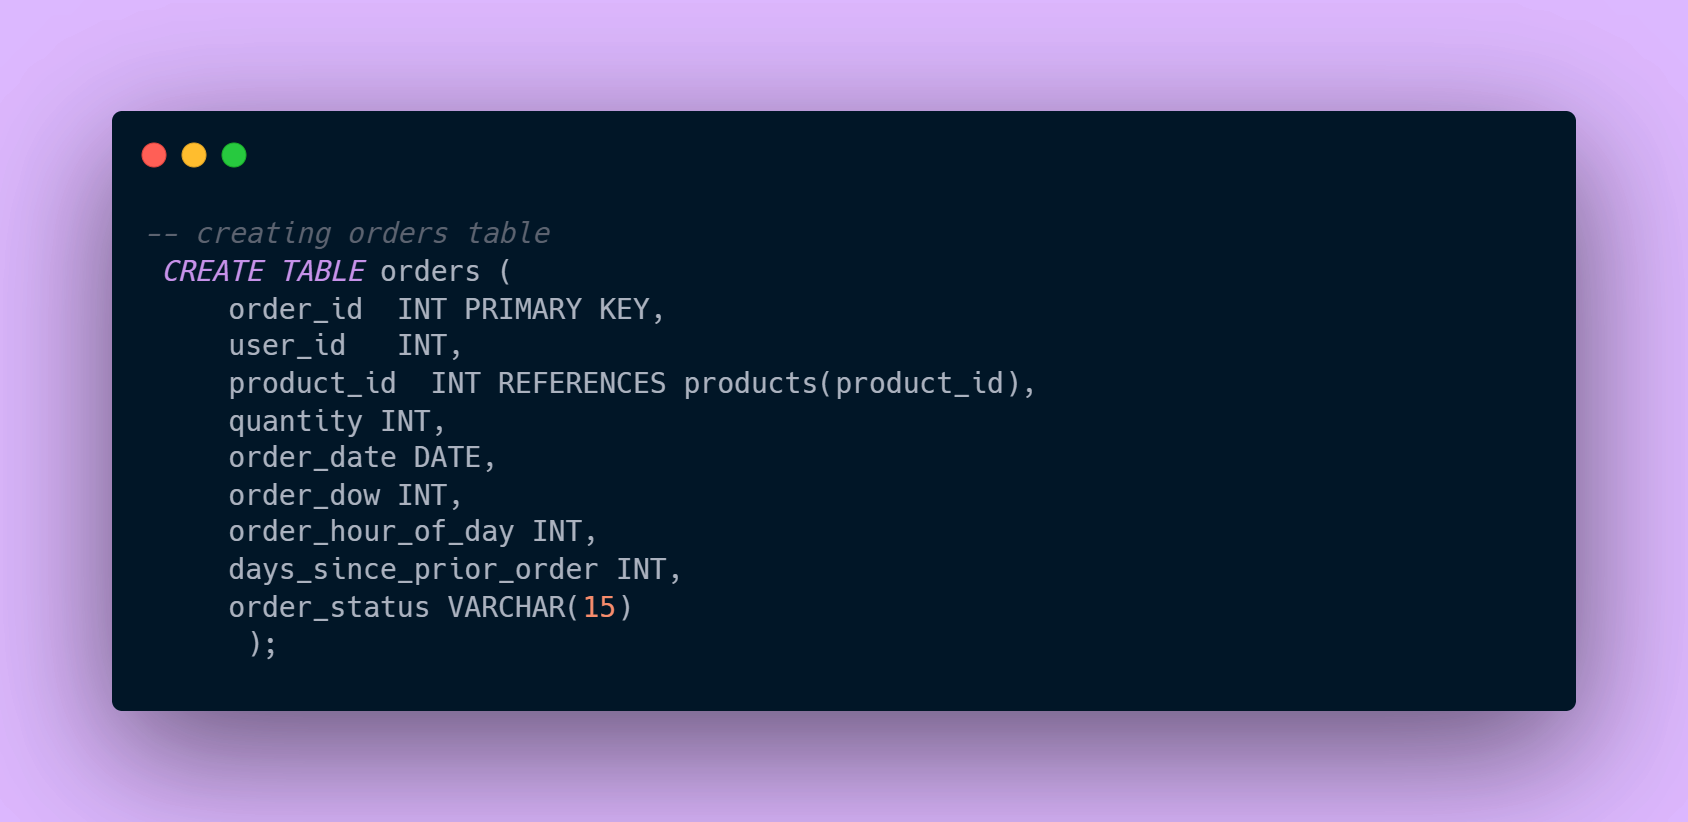 -- creating orders table
CREATE TABLE orders (
order_id  INT PRIMARY KEY,
user_id   INT,
product_id  INT REFERENCES products(product_id),
quantity INT,
order_date DATE,
order_dow INT,
order_hour_of_day INT,
days_since_prior_order INT,
order_status VARCHAR(15)
);